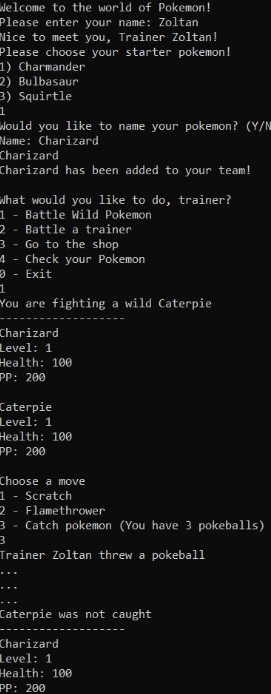 Welcome to the world of Pokemon!
Please enter your name: Zoltan
Nice to meet you, Trainer Zoltan!
Please choose your starter pokemon!
1) Charmander
2) Bulbasaur
3) Squirtle
1
Would you like to name your pokemon? (Y/N
Name: Charizard
Charizard
Charizard has been added to your team!
What would you like to do, trainer?
1 - Battle Wild Pokemon
2 - Battle a trainer
3 - Go to the shop
4 - Check your Pokemon
0 - Exit
1
You are fighting a wild Caterpie
-------------------
Charizard
Level: 1
Health: 100
PP: 200
Caterpie
Level: 1
Health: 100
PP: 200
Choose a move
1 - Scratch
2 - Flamethrower
3 - Catch pokemon (You have 3 pokeballs)
3
Trainer Zoltan threw a pokeball
...
...
...
Caterpie was not caught
-------------------
Charizard
Level: 1
Health: 100
PP: 200